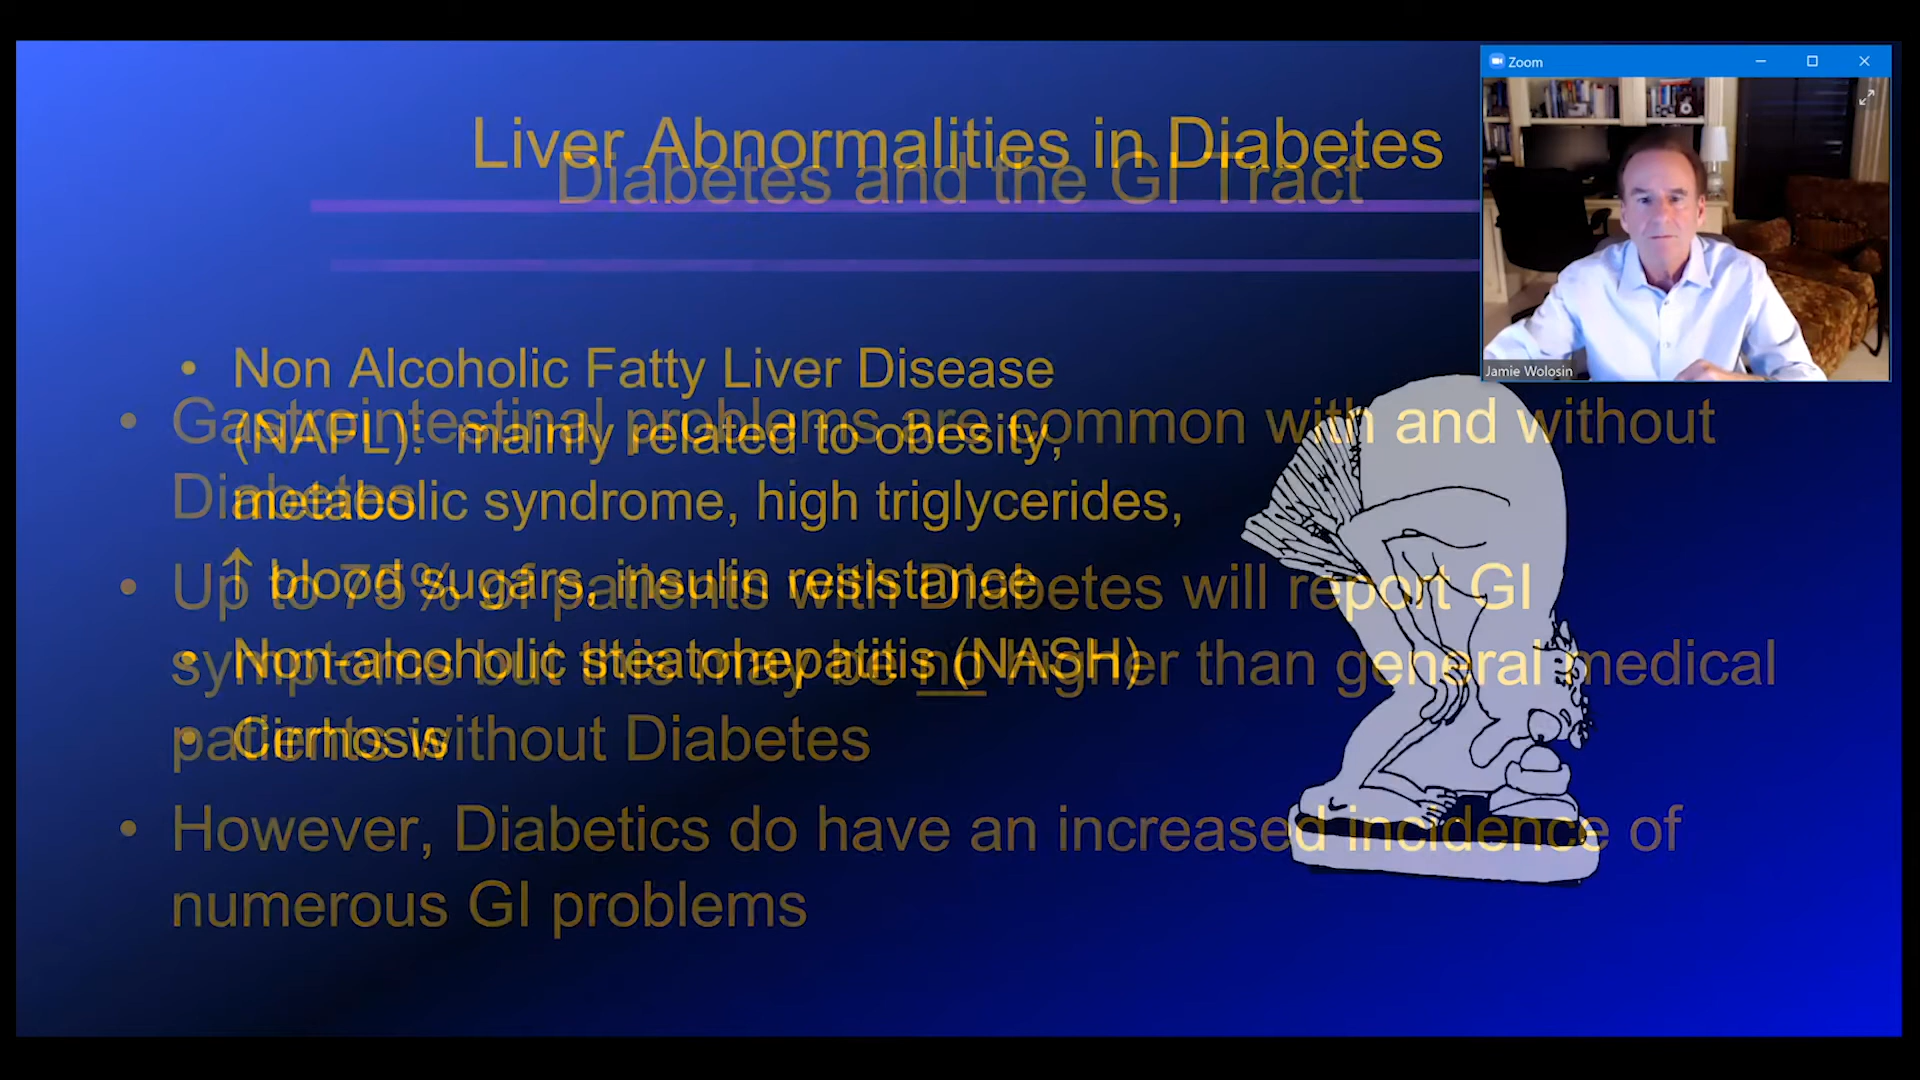 Zoom
Jamie Wolosin
Liver Abnormalities in Diabetes
• Non Alcoholic Fatty Liver Disease
(NAFL): mainly related to obesity,
metabolic syndrome, high triglycerides,
↑ blood sugars, insulin resistance
• Non-alcoholic steatohepatitis (NASH)
• Cirrhosis
Diabetes and the GI Tract
• Gastrointestinal problems are common with and without
Diabetes
• Up to 75% of patients with Diabetes will report GI
symptoms but this may be no higher than general medical
patients without Diabetes
• However, Diabetics do have an increased incidence of
numerous GI problems